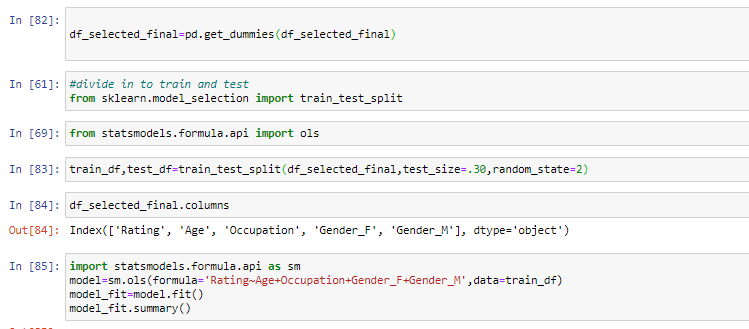 In [82]:
df_selected_final=pd.get_dummies(df_selected_final)
In [61]: #divide in to train and test
from sklearn.model_selection import train_test_split
In [69]: from statsmodels.formula.api import ols
In [83]: train_df,test_df=train_test_split(df_selected_final,test_size=.30,random_state=2)
In [84]: df_selected_final.columns
Out[84]: Index(['Rating', 'Age', 'Occupation', 'Gender_F', 'Gender_M'], dtype='object')
In [85]: import statsmodels.formula.api as sm
model=sm.ols(formula='Rating~Age+Occupation+Gender_F+Gender_M',data=train_df)
model_fit=model.fit()
model_fit.summary()